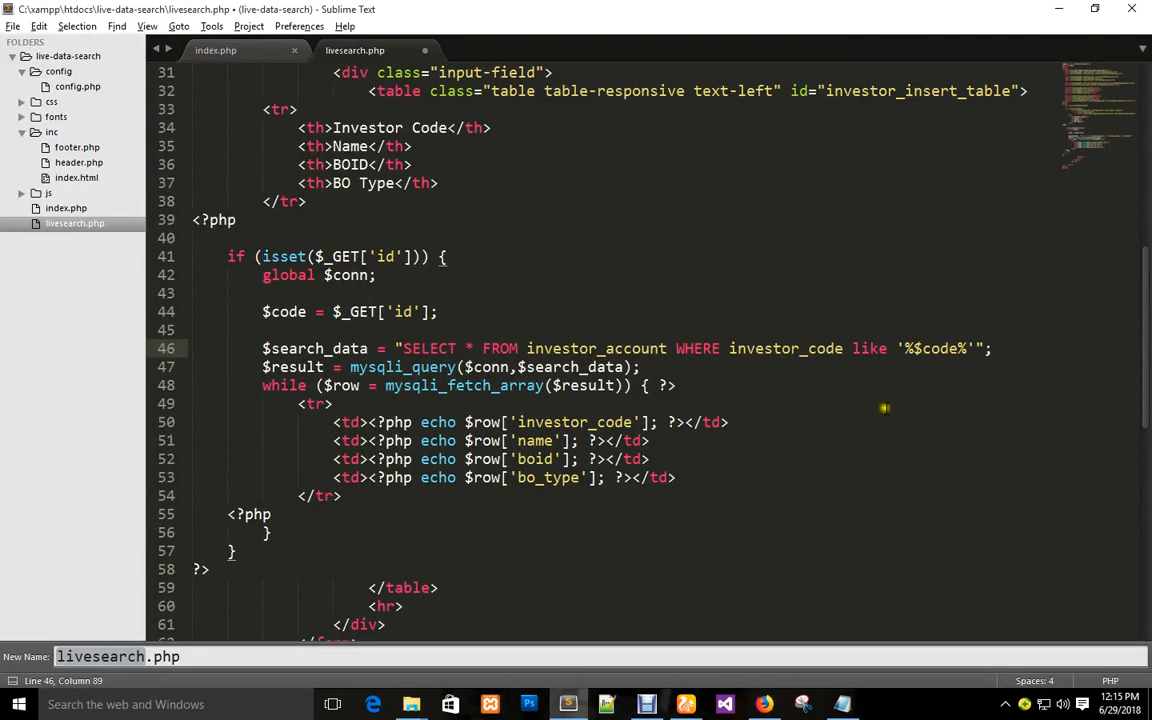 C:\xampp\htdocs\live-data-search\livesearch.php • (live-data-search) - Sublime Text
File Edit Selection Find View Goto Tools Project Preferences Help
FOLDERS
live-data-search
config
config.php
css
fonts
inc
footer.php
header.php
index.html
js
index.php
livesearch.php
index.php × livesearch.php
31 <div class="input-field">
32 <table class="table table-responsive text-left" id="investor_insert_table">
33 <tr>
34 <th>Investor Code</th>
35 <th>Name</th>
36 <th>BOID</th>
37 <th>BO Type</th>
38 </tr>
39 <?php
40
41 if (isset($_GET['id'])) {
42 global $conn;
43
44 $code = $_GET['id'];
45
46 $search_data = "SELECT * FROM investor_account WHERE investor_code like '%$code%'";
47 $result = mysqli_query($conn,$search_data);
48 while ($row = mysqli_fetch_array($result)) { ?>
49 <tr>
50 <td><?php echo $row['investor_code']; ?></td>
51 <td><?php echo $row['name']; ?></td>
52 <td><?php echo $row['boid']; ?></td>
53 <td><?php echo $row['bo_type']; ?></td>
54 </tr>
55 <?php
56 }
57 }
58 ?>
59 </table>
60 <hr>
61 </div>
New Name: livesearch.php
Line 46, Column 89 Spaces: 4 PHP
Search the web and Windows
12:15 PM
6/29/2018